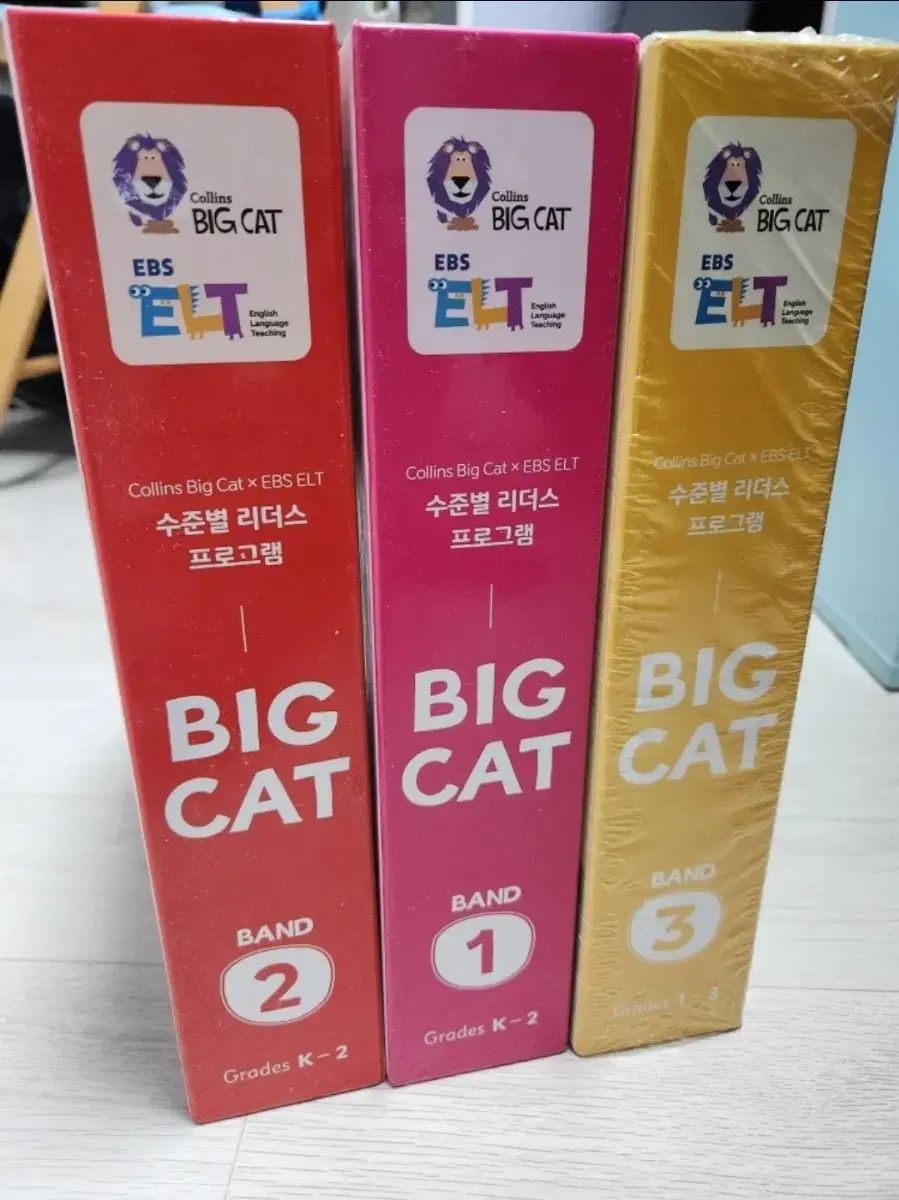 Collins
BIG CAT
EBS
ELT
English
Language
Teaching
Collins Big Cat × EBS ELT
수준별 리더스
프로그램
BIG
CAT
BAND
2
Grades K – 2
Collins
BIG CAT
EBS
ELT
English
Language
Teaching
Collins Big Cat × EBS ELT
수준별 리더스
프로그램
BIG
CAT
BAND
1
Grades K – 2
Collins
BIG CAT
EBS
ELT
English
Language
Teaching
Collins Big Cat × EBS ELT
수준별 리더스
프로그램
BIG
CAT
BAND
3
Grades 1 – 3